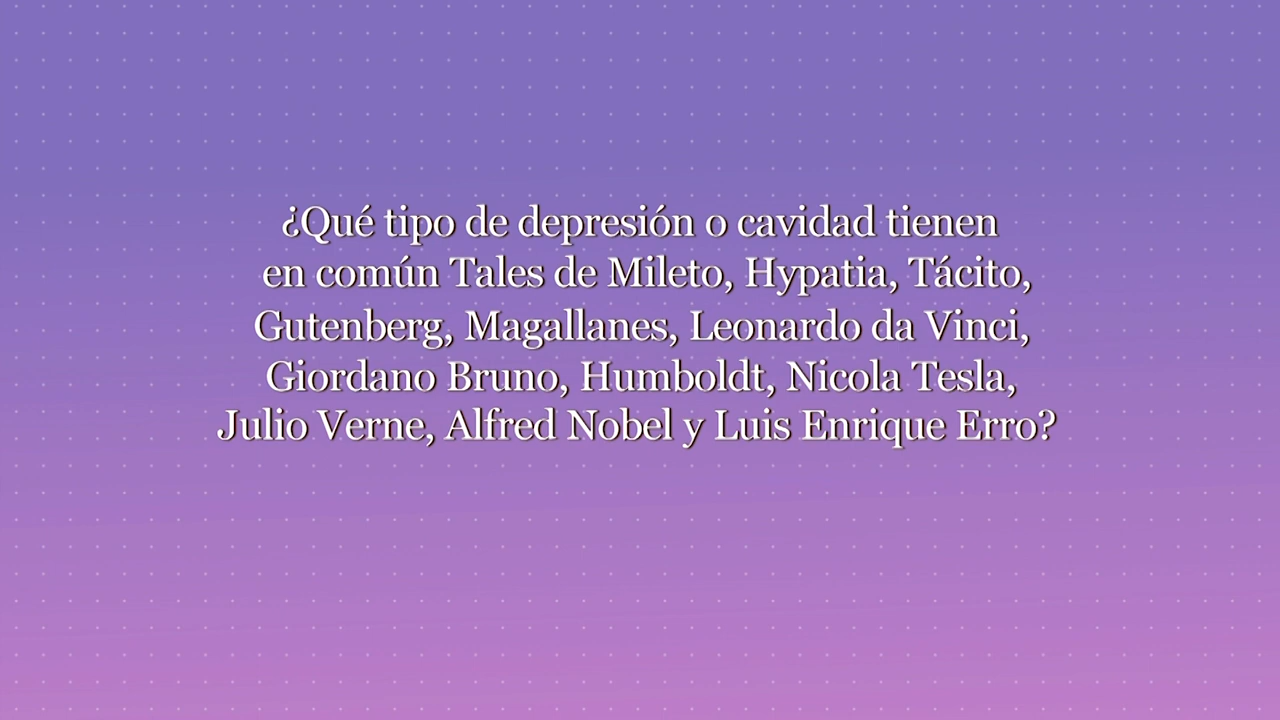 ¿Qué tipo de depresión o cavidad tienen
en común Tales de Mileto, Hypatia, Tácito,
Gutenberg, Magallanes, Leonardo da Vinci,
Giordano Bruno, Humboldt, Nicola Tesla,
Julio Verne, Alfred Nobel y Luis Enrique Erro?